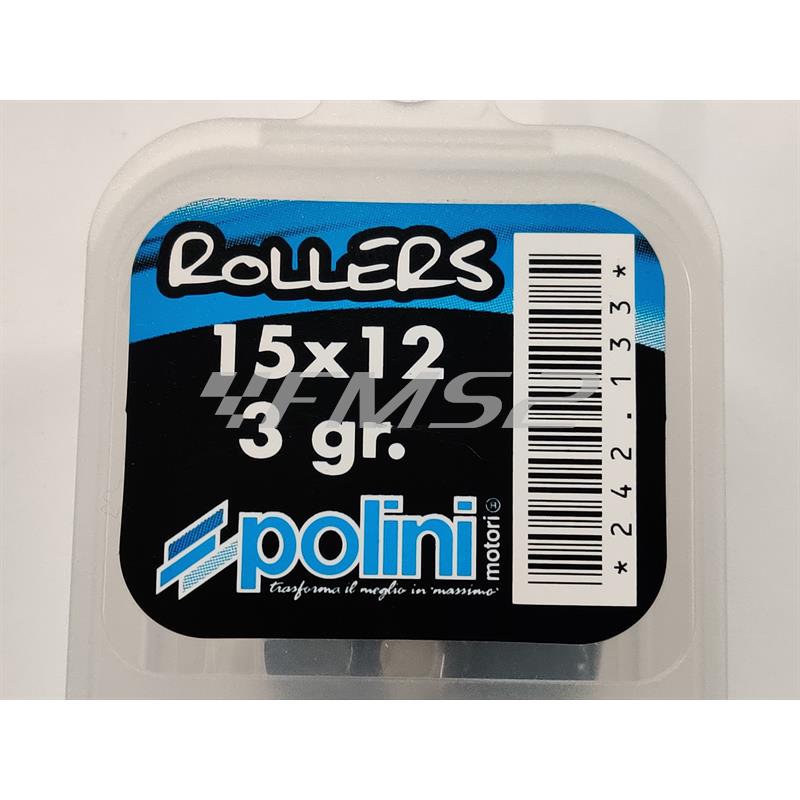 ROLLERS
15x12
FMS2
3 gr.
polini
motori
trasforma il meglio in "massimo"
*242.133*